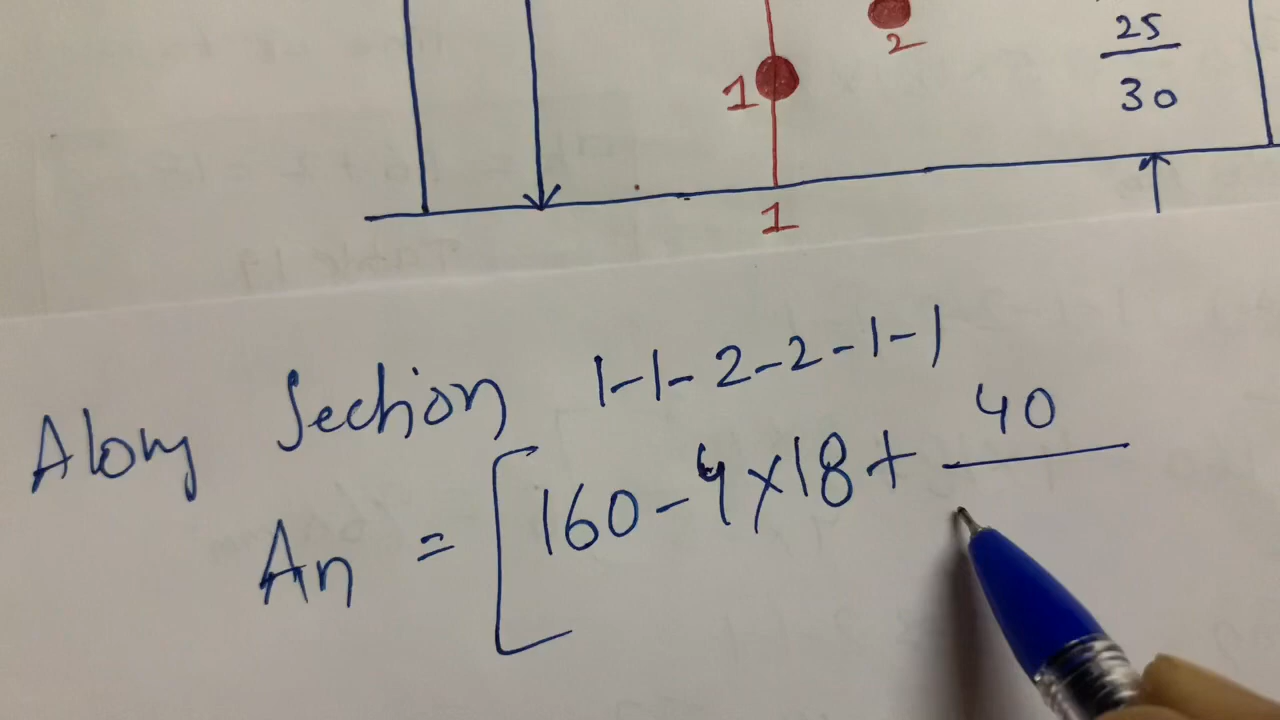 2
1
25
30
1
Along Section 1-1-2-2-1-1
An = [160-4×18+ 40